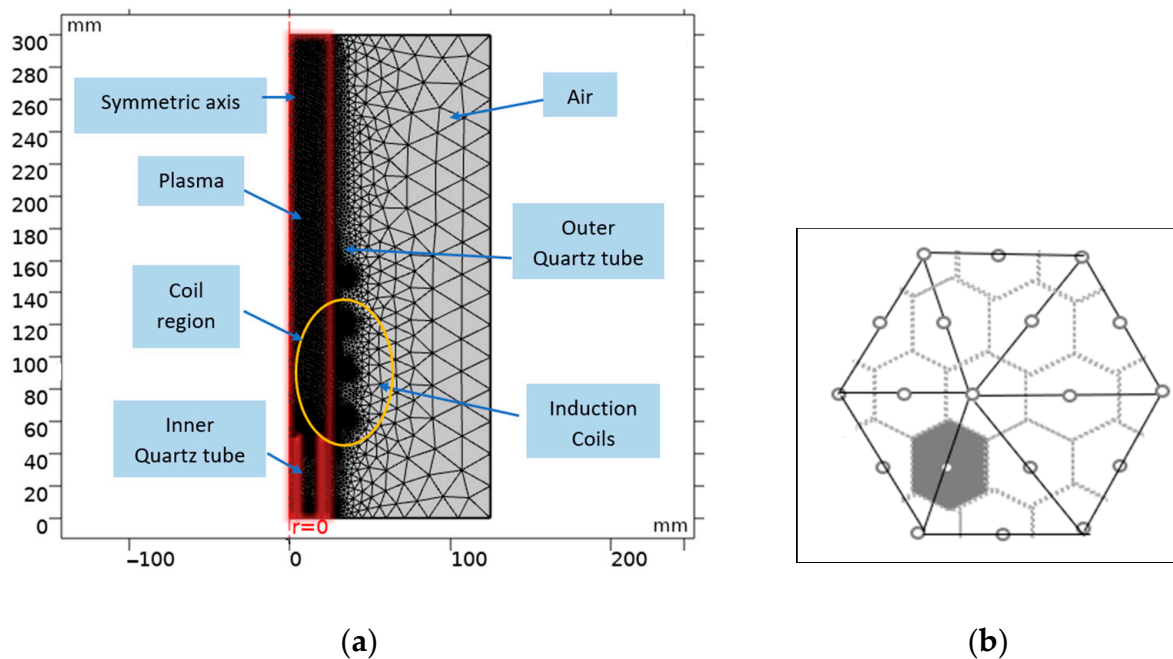 mm
300
280
260
240
220
200
180
160
140
120
100
80
60
40
20
0
Symmetric axis
Plasma
Coil
region
Inner
Quartz tube
Air
Outer
Quartz tube
Induction
Coils
r=0
mm
−100
0
100
200
(a)
(b)